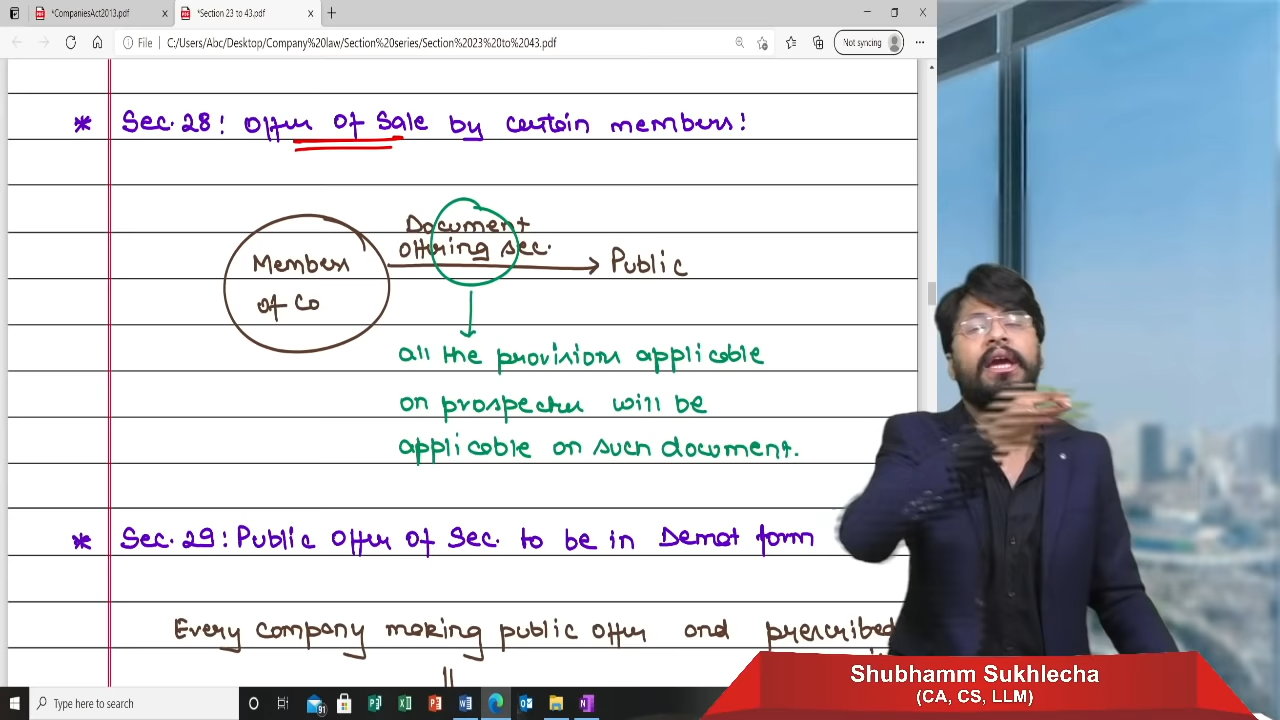 *CompaniesAct2013.pdf
*Section 23 to 43.pdf
File
C:/Users/Abc/Desktop/Company%20law/Section%20series/Section%2023%20to%2043.pdf
Not syncing
* Sec. 28: Offer of Sale by certain members!
Document
offering sec.
Members
of Co
Public
all the provisions applicable
on prospectus will be
applicable on such document.
* Sec. 29: Public Offer of Sec. to be in Demat form
Every company making public offer and prescribed
Shubhamm Sukhlecha
(CA, CS, LLM)
Type here to search
91